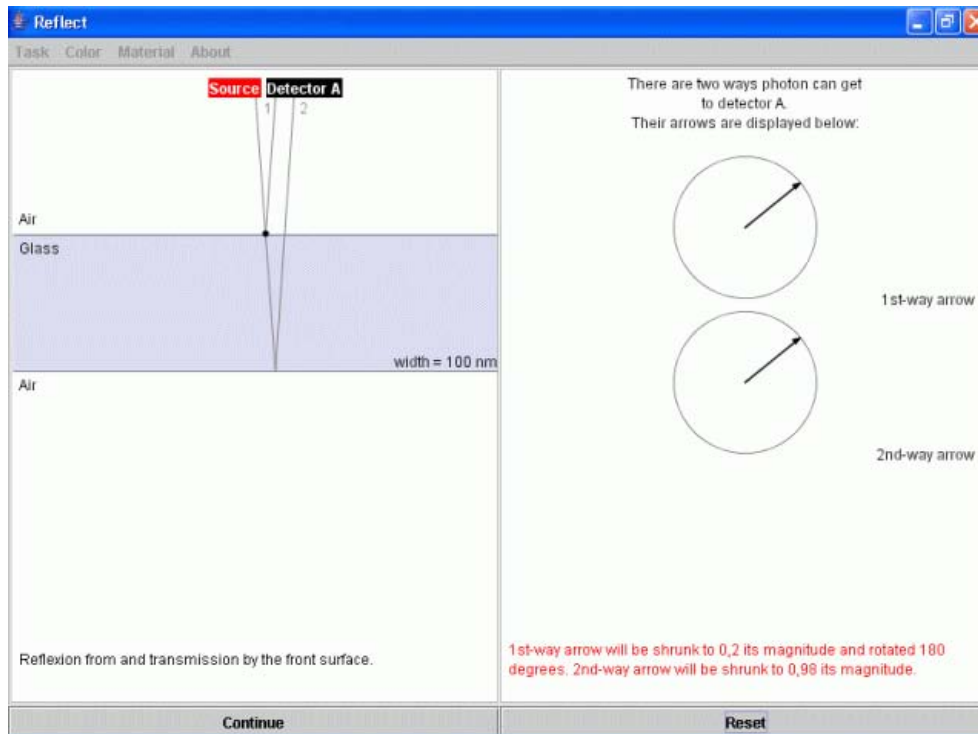 Reflect
Task Color Material About
Source Detector A
1 2
Air
Glass
width = 100 nm
Air
Reflexion from and transmission by the front surface.
There are two ways photon can get
to detector A.
Their arrows are displayed below:
1st-way arrow
2nd-way arrow
1st-way arrow will be shrunk to 0,2 its magnitude and rotated 180
degrees. 2nd-way arrow will be shrunk to 0,98 its magnitude.
Continue
Reset